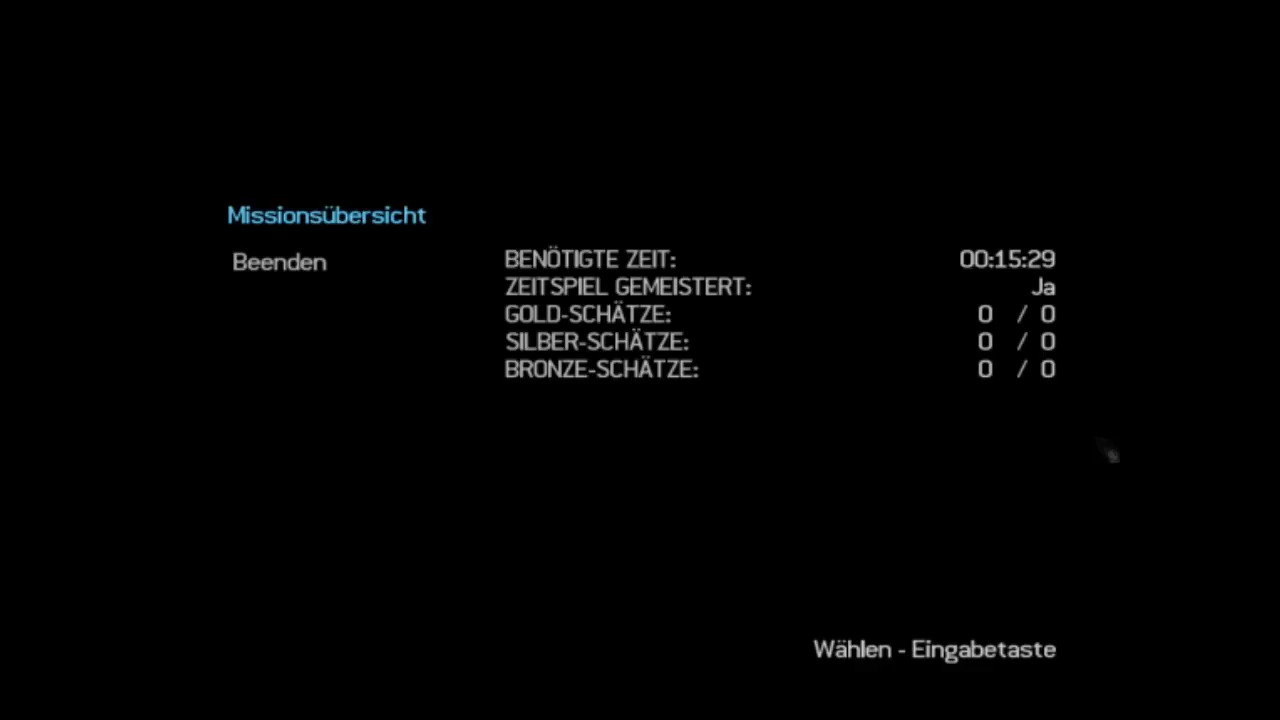 Missionsübersicht
Beenden
BENÖTIGTE ZEIT: 00:15:29
ZEITSPIEL GEMEISTERT: Ja
GOLD-SCHÄTZE: 0 / 0
SILBER-SCHÄTZE: 0 / 0
BRONZE-SCHÄTZE: 0 / 0
Wählen - Eingabetaste